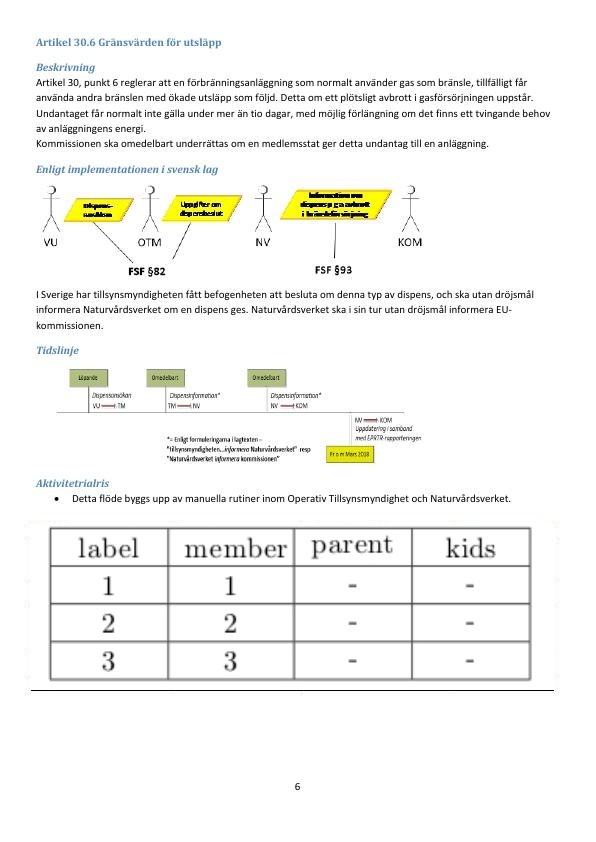 Artikel 30.6 Gränsvärden för utsläpp
Beskrivning
Artikel 30, punkt 6 reglerar att en förbränningsanläggning som normalt använder gas som bränsle, tillfälligt får
använda andra bränslen med ökade utsläpp som följd. Detta om ett plötsligt avbrott i gasförsörjningen uppstår.
Undantaget får normalt inte gälla under mer än tio dagar, med möjlig förlängning om det finns ett tvingande behov
av anläggningens energi.
Kommissionen ska omedelbart underrättas om en medlemsstat ger detta undantag till en anläggning.
Enligt implementationen i svensk lag
Dispens-
ansökan
Uppgifter om
dispensbeslut
Information om
dispens p g a avbrott
i bränsleförsörjning
VU OTM NV KOM
FSF §82 FSF §93
I Sverige har tillsynsmyndigheten fått befogenheten att besluta om denna typ av dispens, och ska utan dröjsmål
informera Naturvårdsverket om en dispens ges. Naturvårdsverket ska i sin tur utan dröjsmål informera EU-
kommissionen.
Tidslinje
Löpande Omedelbart Omedelbart
Dispensansökan Dispensinformation* Dispensinformation*
VU TM TM NV NV KOM
NV KOM
Uppdatering i samband
med EPRTR-rapporteringen
*= Enligt formuleringarna i lagtexten –
"tillsynsmyndigheten...informera Naturvårdsverket" resp
"Naturvårdsverket informera kommissionen"
Fr o m Mars 2018
Aktivitetrialris
• Detta flöde byggs upp av manuella rutiner inom Operativ Tillsynsmyndighet och Naturvårdsverket.
label member parent kids
1 1 - -
2 2 - -
3 3 - -
6